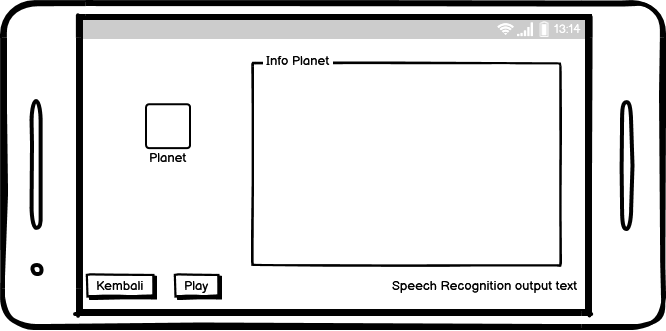 13:14
Info Planet
Planet
Kembali
Play
Speech Recognition output text